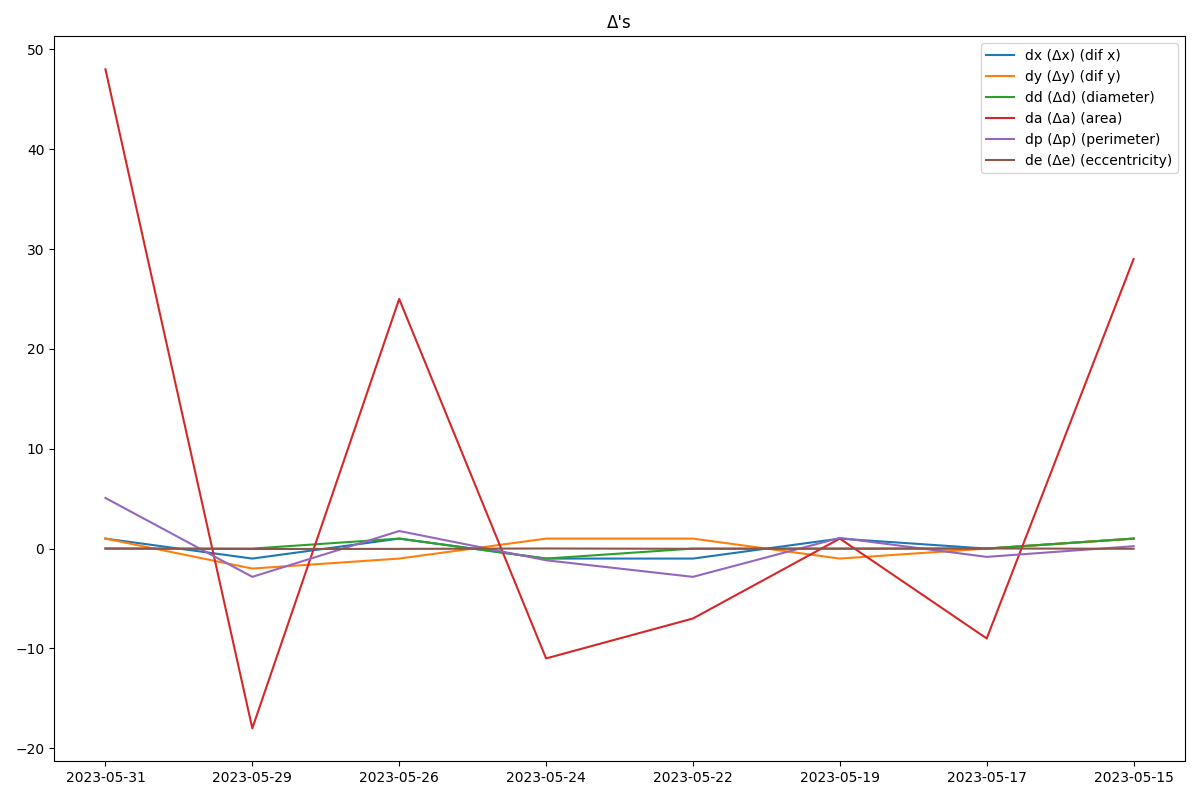 Δ's
50
40
30
20
10
0
−10
−20
dx (Δx) (dif x)
dy (Δy) (dif y)
dd (Δd) (diameter)
da (Δa) (area)
dp (Δp) (perimeter)
de (Δe) (eccentricity)
2023-05-31 2023-05-29 2023-05-26 2023-05-24 2023-05-22 2023-05-19 2023-05-17 2023-05-15